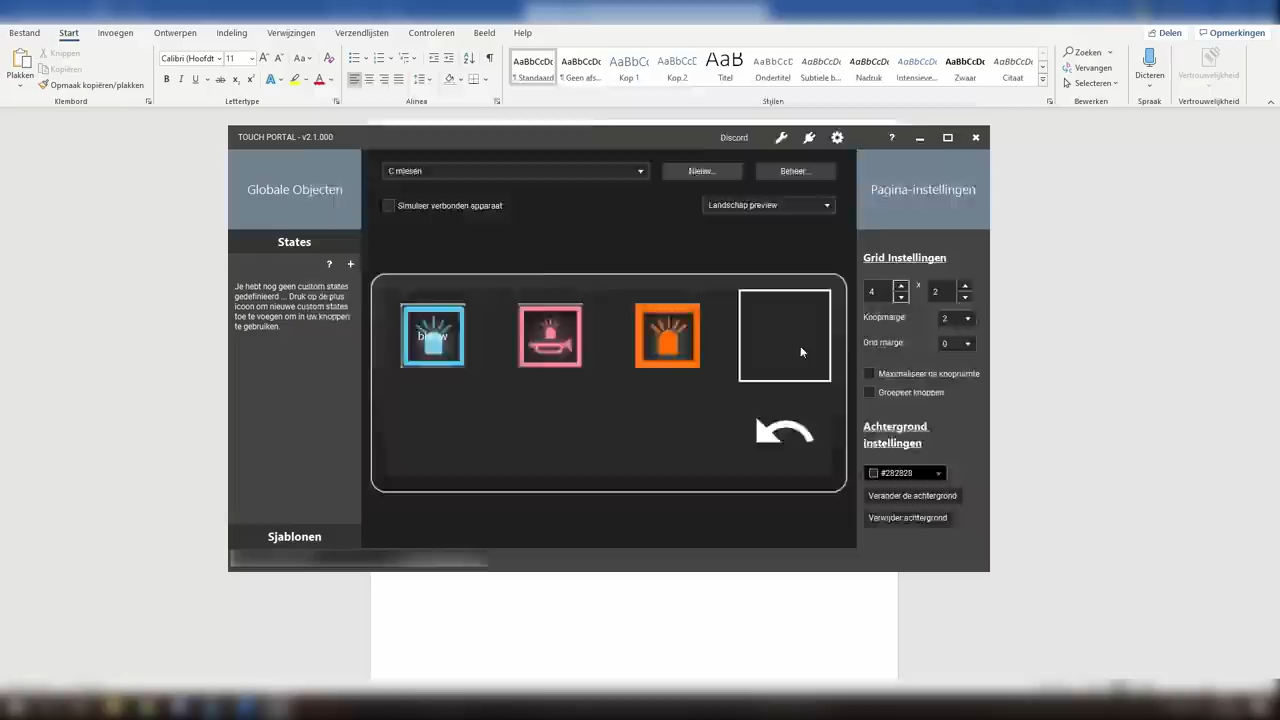 Bestand Start Invoegen Ontwerpen Indeling Verwijzingen Verzendlijsten Controleren Beeld Help Delen Opmerkingen
Plakken
Knippen
Kopiëren
Opmaak kopiëren/plakken
Klembord
Calibri (Hoofdt 11
Lettertype
Alinea
AaBbCcDc AaBbCcDc AaBbCc AaBbCcD AaB AaBbCcD AaBbCcDc AaBbCcDc AaBbCcDc AaBbCcDc AaBbCcDc
¶ Standaard ¶ Geen afs... Kop 1 Kop 2 Titel Ondertitel Subtiele b... Nadruk Intensieve... Zwaar Citaat
Stijlen
Zoeken
Vervangen
Selecteren
Bewerken
Dicteren
Spraak
Vertrouwelijkheid
Vertrouwelijkheid
TOUCH PORTAL - v2.1.000 Discord ?
Globale Objecten
States
? +
Je hebt nog geen custom states
gedefinieerd ... Druk op de plus
icoon om nieuwe custom states
toe te voegen om in uw knoppen
te gebruiken.
Sjablonen
Nieuw... Beheer...
Simuleer verbonden apparaat Landschap preview
Pagina-instellingen
Grid Instellingen
4 x 2
Knopmarge: 2
Grid marge: 0
Maximaliseer de knopruimte
Groepeer knoppen
Achtergrond
instellingen
#282828
Verander de achtergrond
Verwijder achtergrond